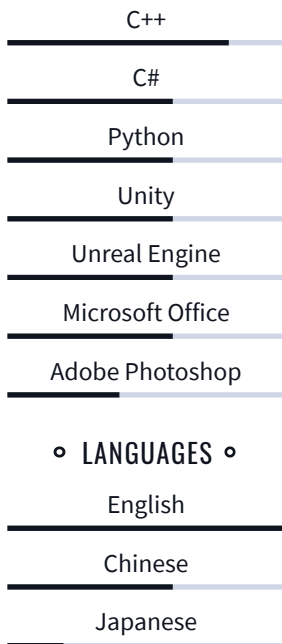 C++
C#
Python
Unity
Unreal Engine
Microsoft Office
Adobe Photoshop
LANGUAGES
English
Chinese
Japanese